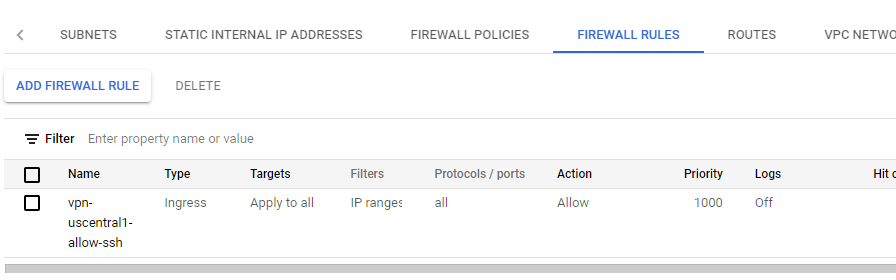 SUBNETS STATIC INTERNAL IP ADDRESSES FIREWALL POLICIES FIREWALL RULES ROUTES VPC NETWO
ADD FIREWALL RULE DELETE
Filter Enter property name or value
Name Type Targets Filters Protocols / ports Action Priority Logs Hit c
vpn- Ingress Apply to all IP ranges all Allow 1000 Off
uscentral1-
allow-ssh